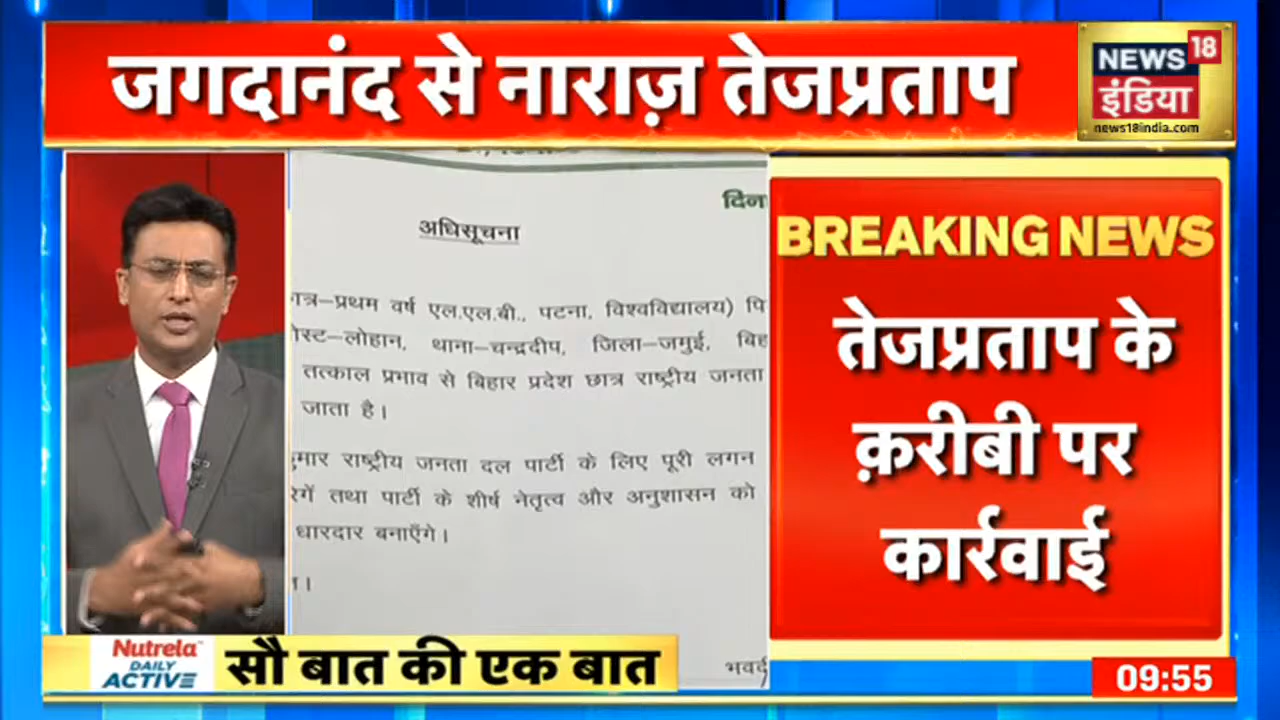 जगदानंद से नाराज़ तेजप्रताप
NEWS 18
इंडिया
news18india.com
अधिसूचना
प्रथम वर्ष एल.एल.बी., पटना, विश्वविद्यालय)
लोहान, थाना–चन्द्रदीप, जिला–जमुई,
तत्काल प्रभाव से बिहार प्रदेश छात्र राष्ट्रीय जनता
जाता है।
राष्ट्रीय जनता दल पार्टी के लिए पूरी लगन
तथा पार्टी के शीर्ष नेतृत्व और अनुशासन को
धारदार बनाएँगे।
BREAKING NEWS
तेजप्रताप के
क़रीबी पर
कार्रवाई
Nutrela
DAILY
ACTIVE
सौ बात की एक बात
09:55